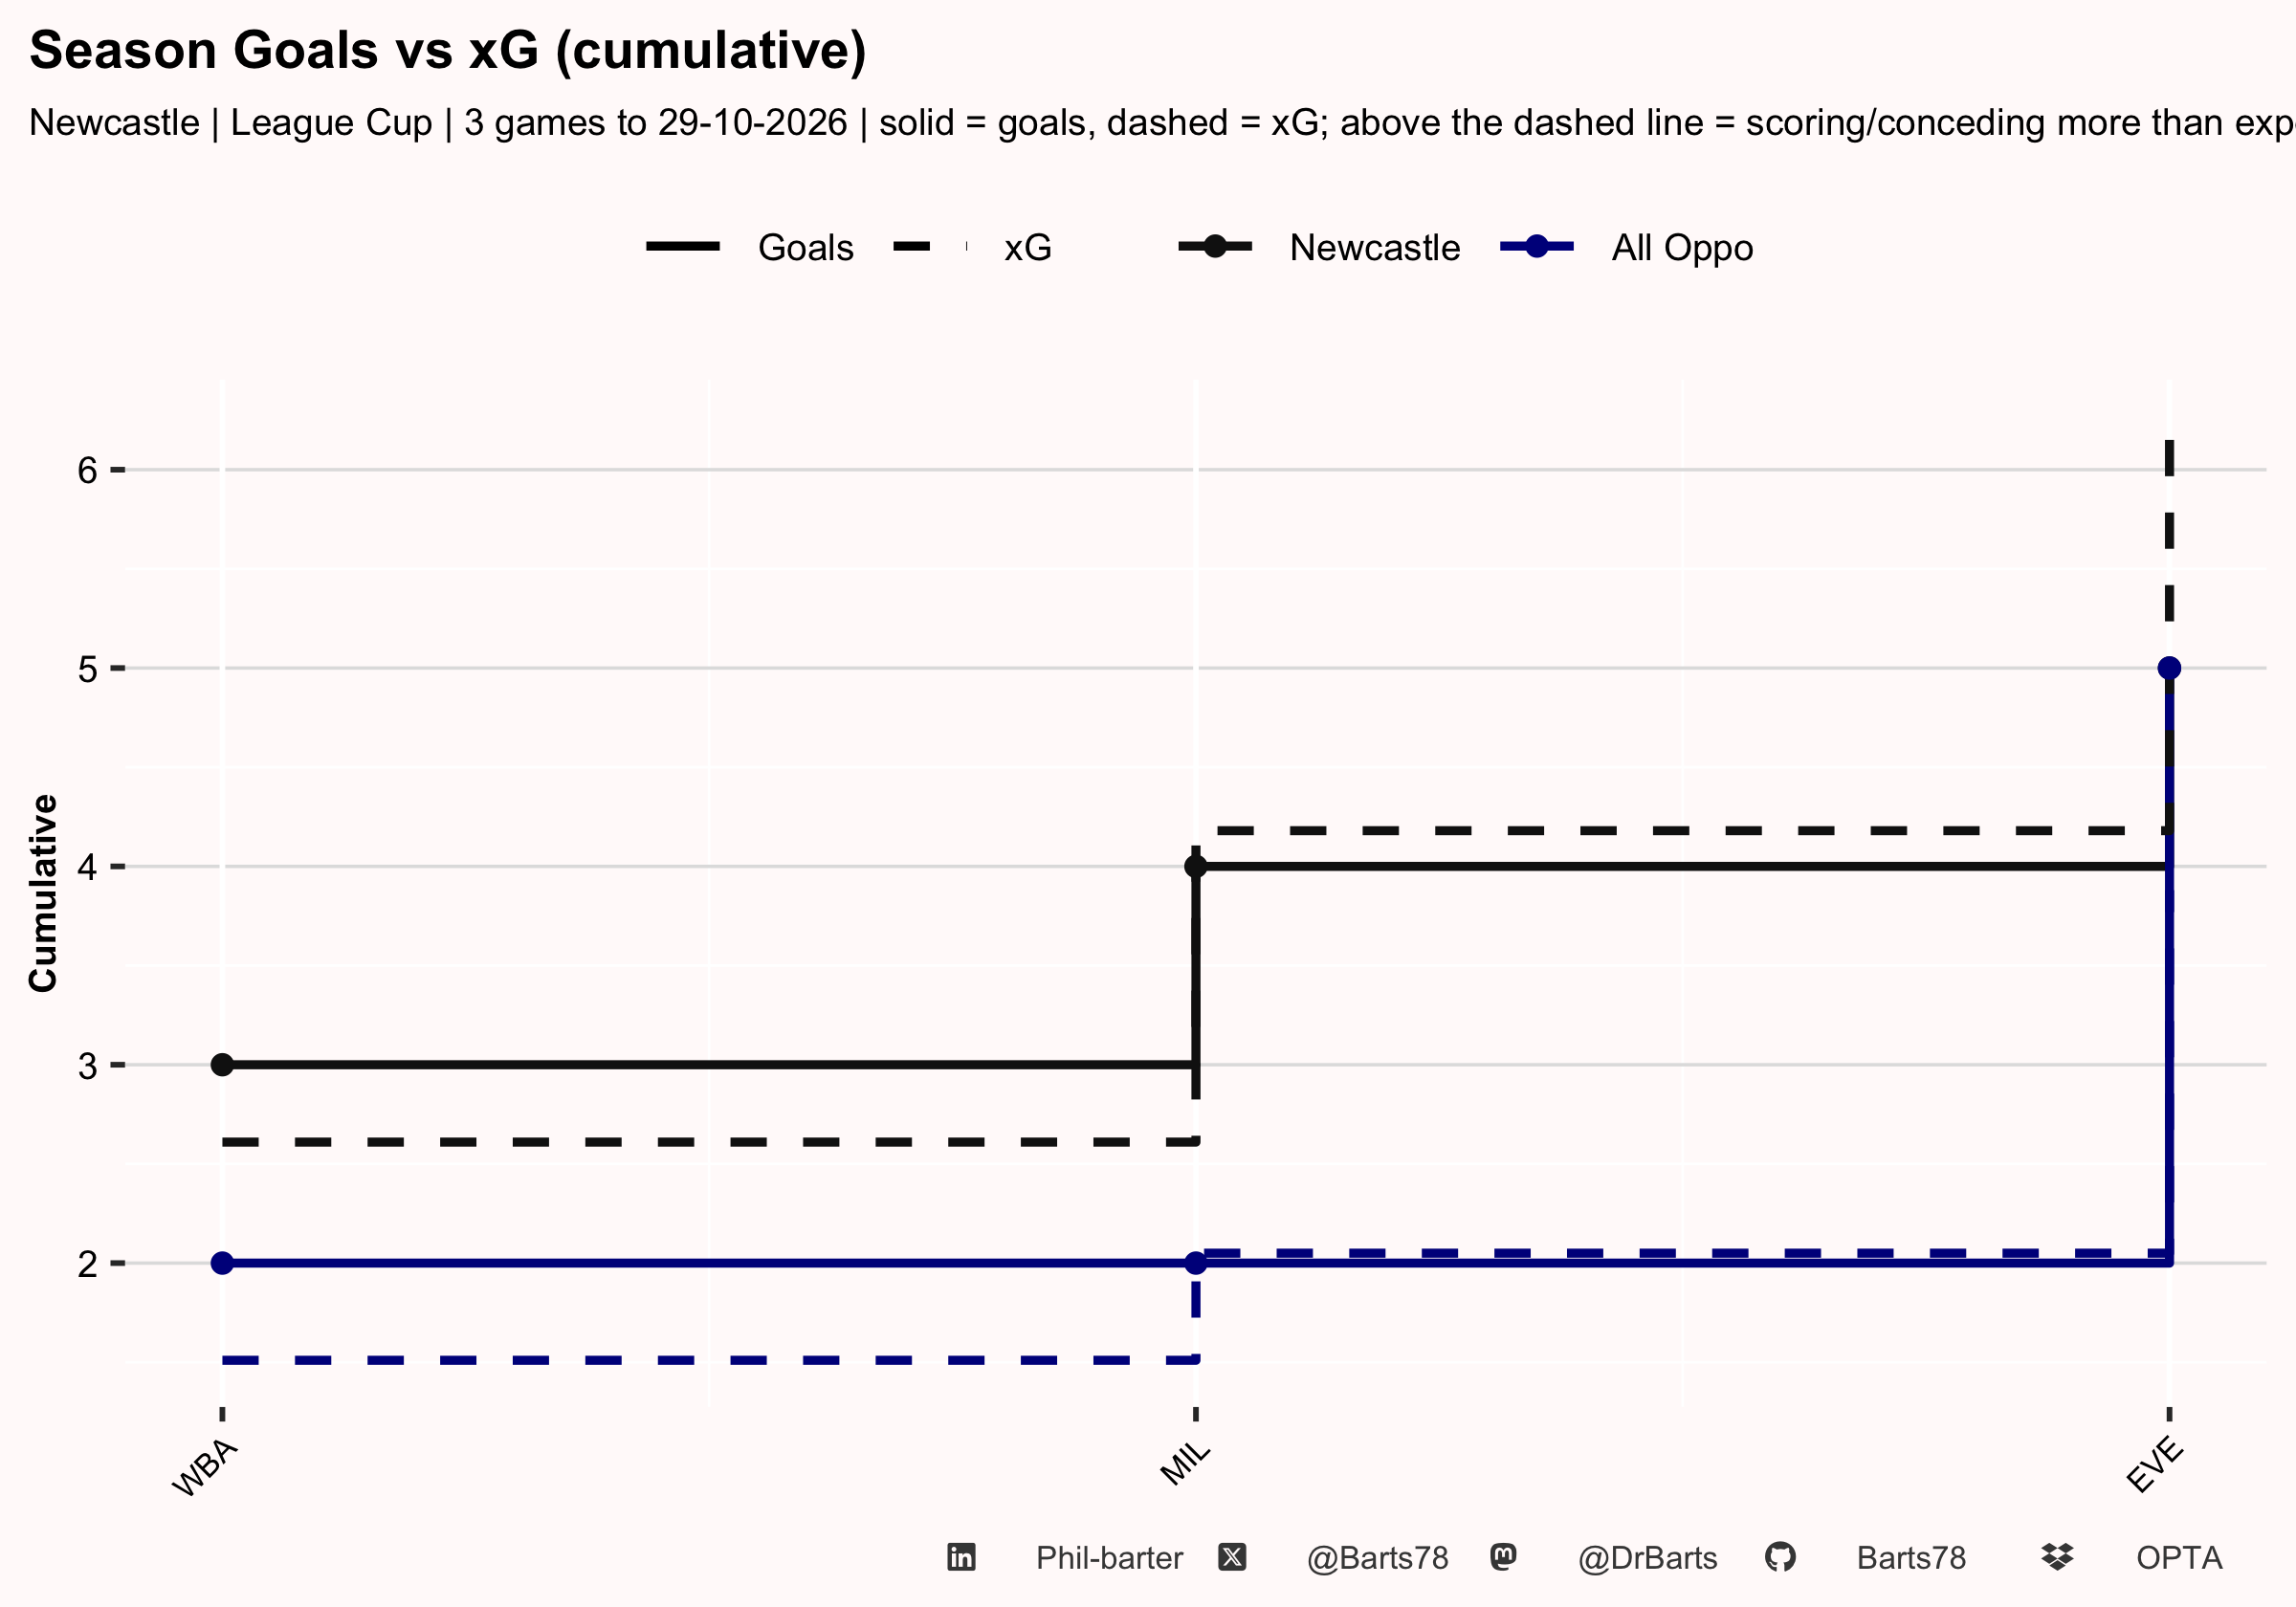 Season Goals vs xG (cumulative)
Newcastle | League Cup | 3 games to 29-10-2026 | solid = goals, dashed = xG; above the dashed line = scoring/conceding more than exp
Goals xG Newcastle All Oppo
Cumulative
6
5
4
3
2
WBA MIL EVE
Phil-barter @Barts78 @DrBarts Barts78 OPTA